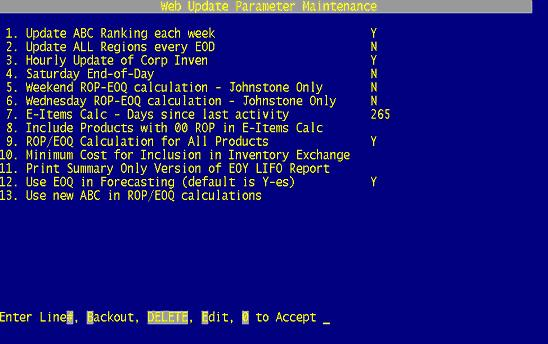 Web Update Parameter Maintenance
1. Update ABC Ranking each week Y
2. Update ALL Regions every EOD N
3. Hourly Update of Corp Inven Y
4. Saturday End-of-Day N
5. Weekend ROP-EOQ calculation - Johnstone Only N
6. Wednesday ROP-EOQ calculation - Johnstone Only N
7. E-Items Calc - Days since last activity 265
8. Include Products with 00 ROP in E-Items Calc
9. ROP/EOQ Calculation for All Products Y
10. Minimum Cost for Inclusion in Inventory Exchange
11. Print Summary Only Version of EOY LIFO Report
12. Use EOQ in Forecasting (default is Y-es) Y
13. Use new ABC in ROP/EOQ calculations
Enter Line#, Backout, DELETE, Edit, 0 to Accept _